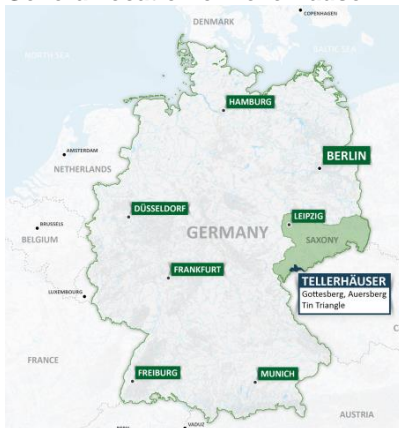 COPENHAGEN
DENMARK
NORTH SEA
BALTIC SEA
HAMBURG
AMSTERDAM
BERLIN
NETHERLANDS
DÜSSELDORF
LEIPZIG
BRUSSELS
GERMANY
SAXONY
BELGIUM
FRANKFURT
TELLERHÄUSER
Gottesberg, Auersberg
Tin Triangle
LUXEMBOURG
FRANCE
FREIBURG
MUNICH
AUSTRIA
VADUZ